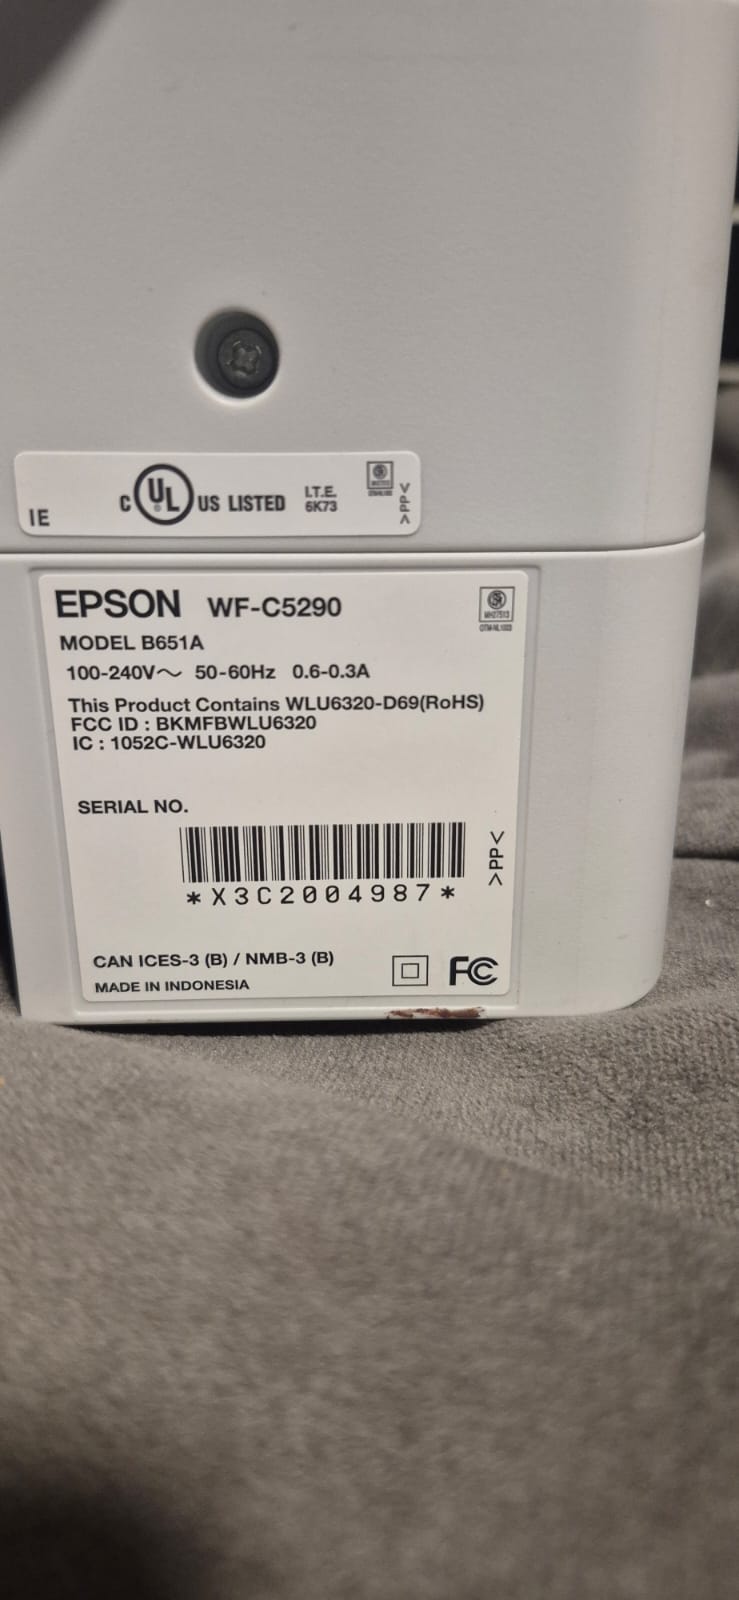 IE
C UL US LISTED
I.T.E.
6K73
>PP<
EPSON WF-C5290
MODEL B651A
100-240V～ 50-60Hz 0.6-0.3A
This Product Contains WLU6320-D69(RoHS)
FCC ID : BKMFBWLU6320
IC : 1052C-WLU6320
SERIAL NO.
*X3C2004987*
>PP<
CAN ICES-3 (B) / NMB-3 (B)
FC
MADE IN INDONESIA